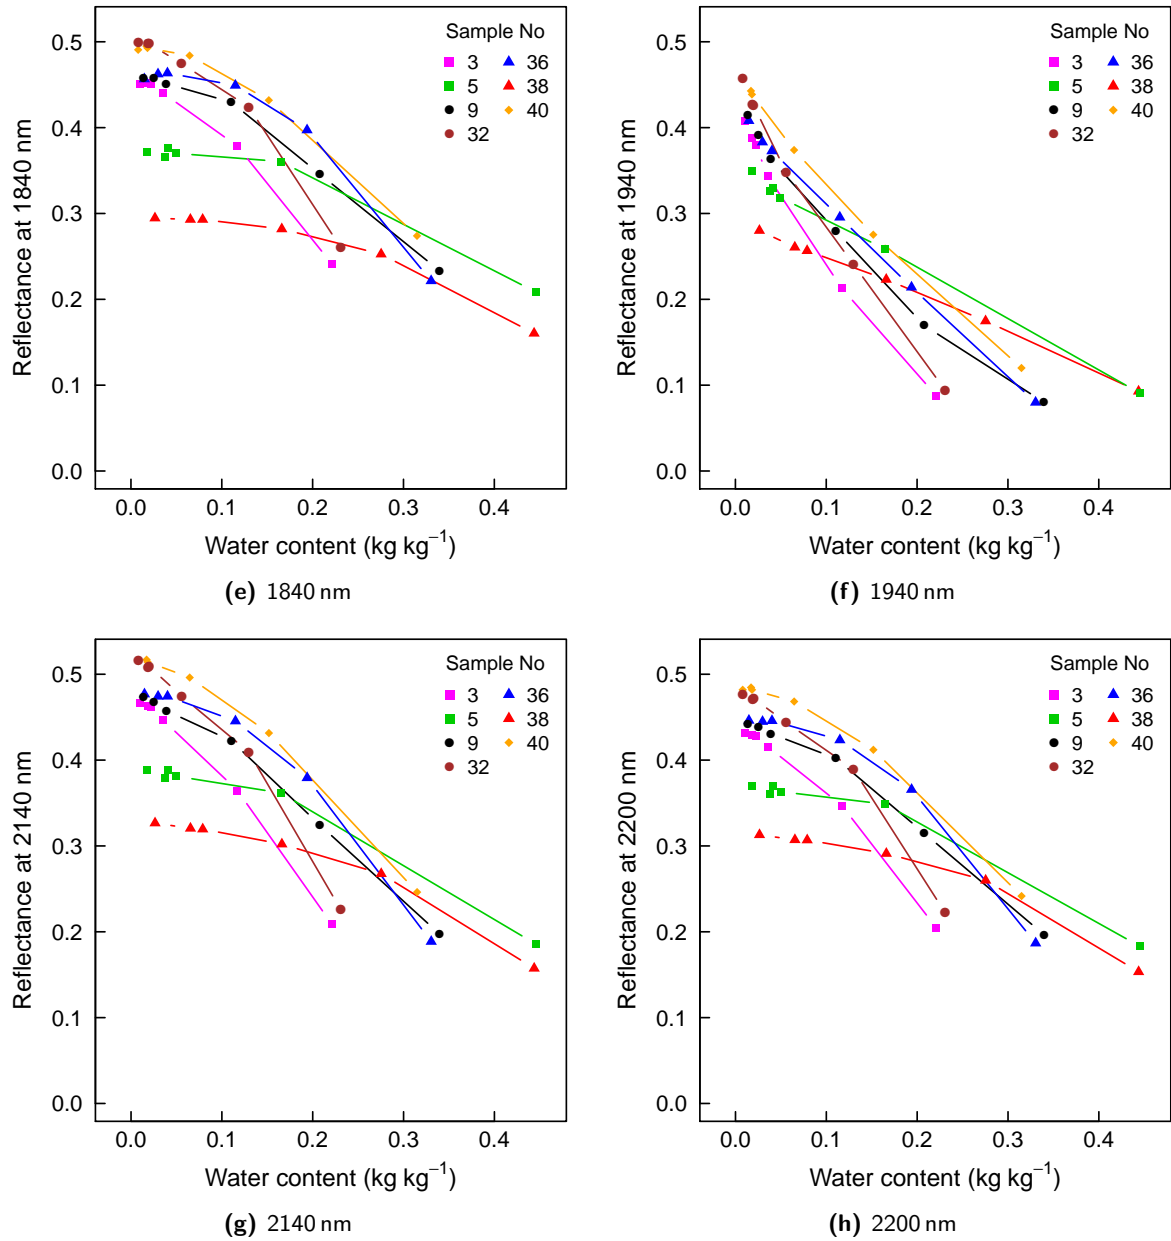 Reflectance at 1840 nm
0.5
0.4
0.3
0.2
0.1
0.0
Sample No
3 36
5 38
9 40
32
0.0 0.1 0.2 0.3 0.4
Water content (kg kg⁻¹)
(e) 1840 nm
Reflectance at 1940 nm
0.5
0.4
0.3
0.2
0.1
0.0
Sample No
3 36
5 38
9 40
32
0.0 0.1 0.2 0.3 0.4
Water content (kg kg⁻¹)
(f) 1940 nm
Reflectance at 2140 nm
0.5
0.4
0.3
0.2
0.1
0.0
Sample No
3 36
5 38
9 40
32
0.0 0.1 0.2 0.3 0.4
Water content (kg kg⁻¹)
(g) 2140 nm
Reflectance at 2200 nm
0.5
0.4
0.3
0.2
0.1
0.0
Sample No
3 36
5 38
9 40
32
0.0 0.1 0.2 0.3 0.4
Water content (kg kg⁻¹)
(h) 2200 nm